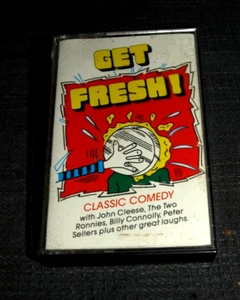 GET
FRESH!
CLASSIC COMEDY
with John Cleese, The Two
Ronnies, Billy Connolly, Peter
Sellers plus other great laughs.